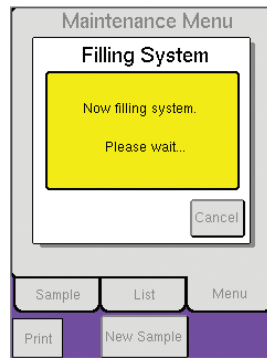 Maintenance Menu
Filling System
Now filling system.
Please wait...
Cancel
Sample
List
Menu
Print
New Sample